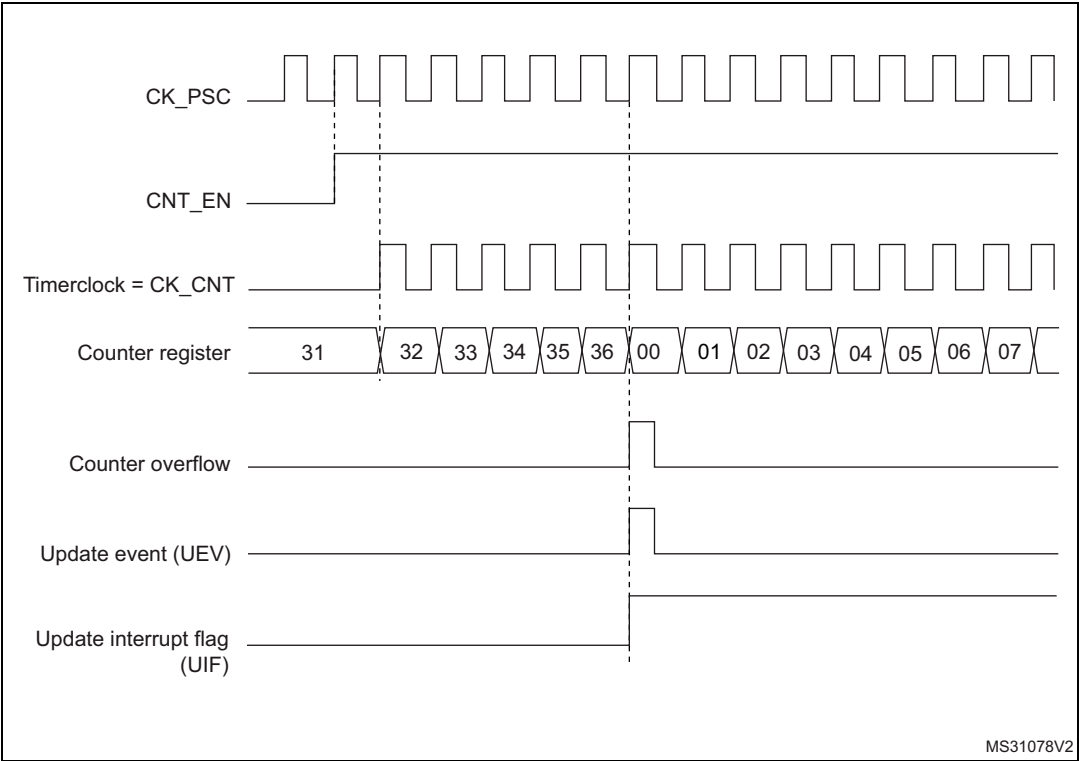 CK_PSC
CNT_EN
Timerclock = CK_CNT
Counter register 31 32 33 34 35 36 00 01 02 03 04 05 06 07
Counter overflow
Update event (UEV)
Update interrupt flag
(UIF)
MS31078V2